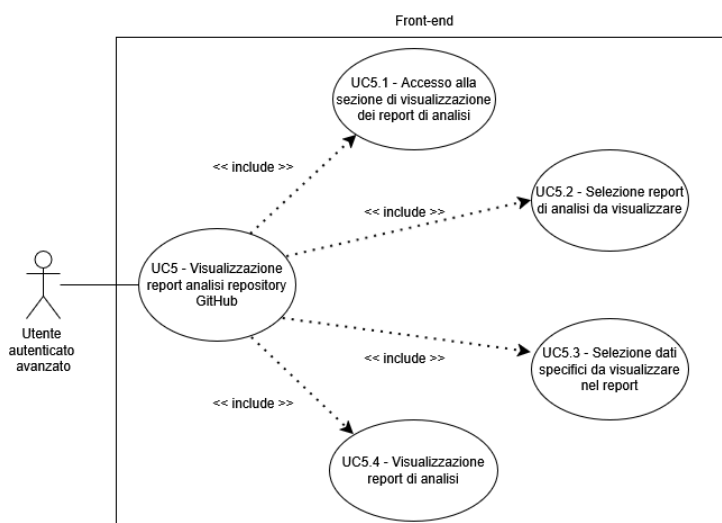 Front-end
UC5.1 - Accesso alla
sezione di visualizzazione
dei report di analisi
<< include >>
UC5.2 - Selezione report
di analisi da visualizzare
<< include >>
UC5 - Visualizzazione
report analisi repository
GitHub
Utente
autenticato
avanzato
UC5.3 - Selezione dati
specifici da visualizzare
nel report
<< include >>
<< include >>
UC5.4 - Visualizzazione
report di analisi